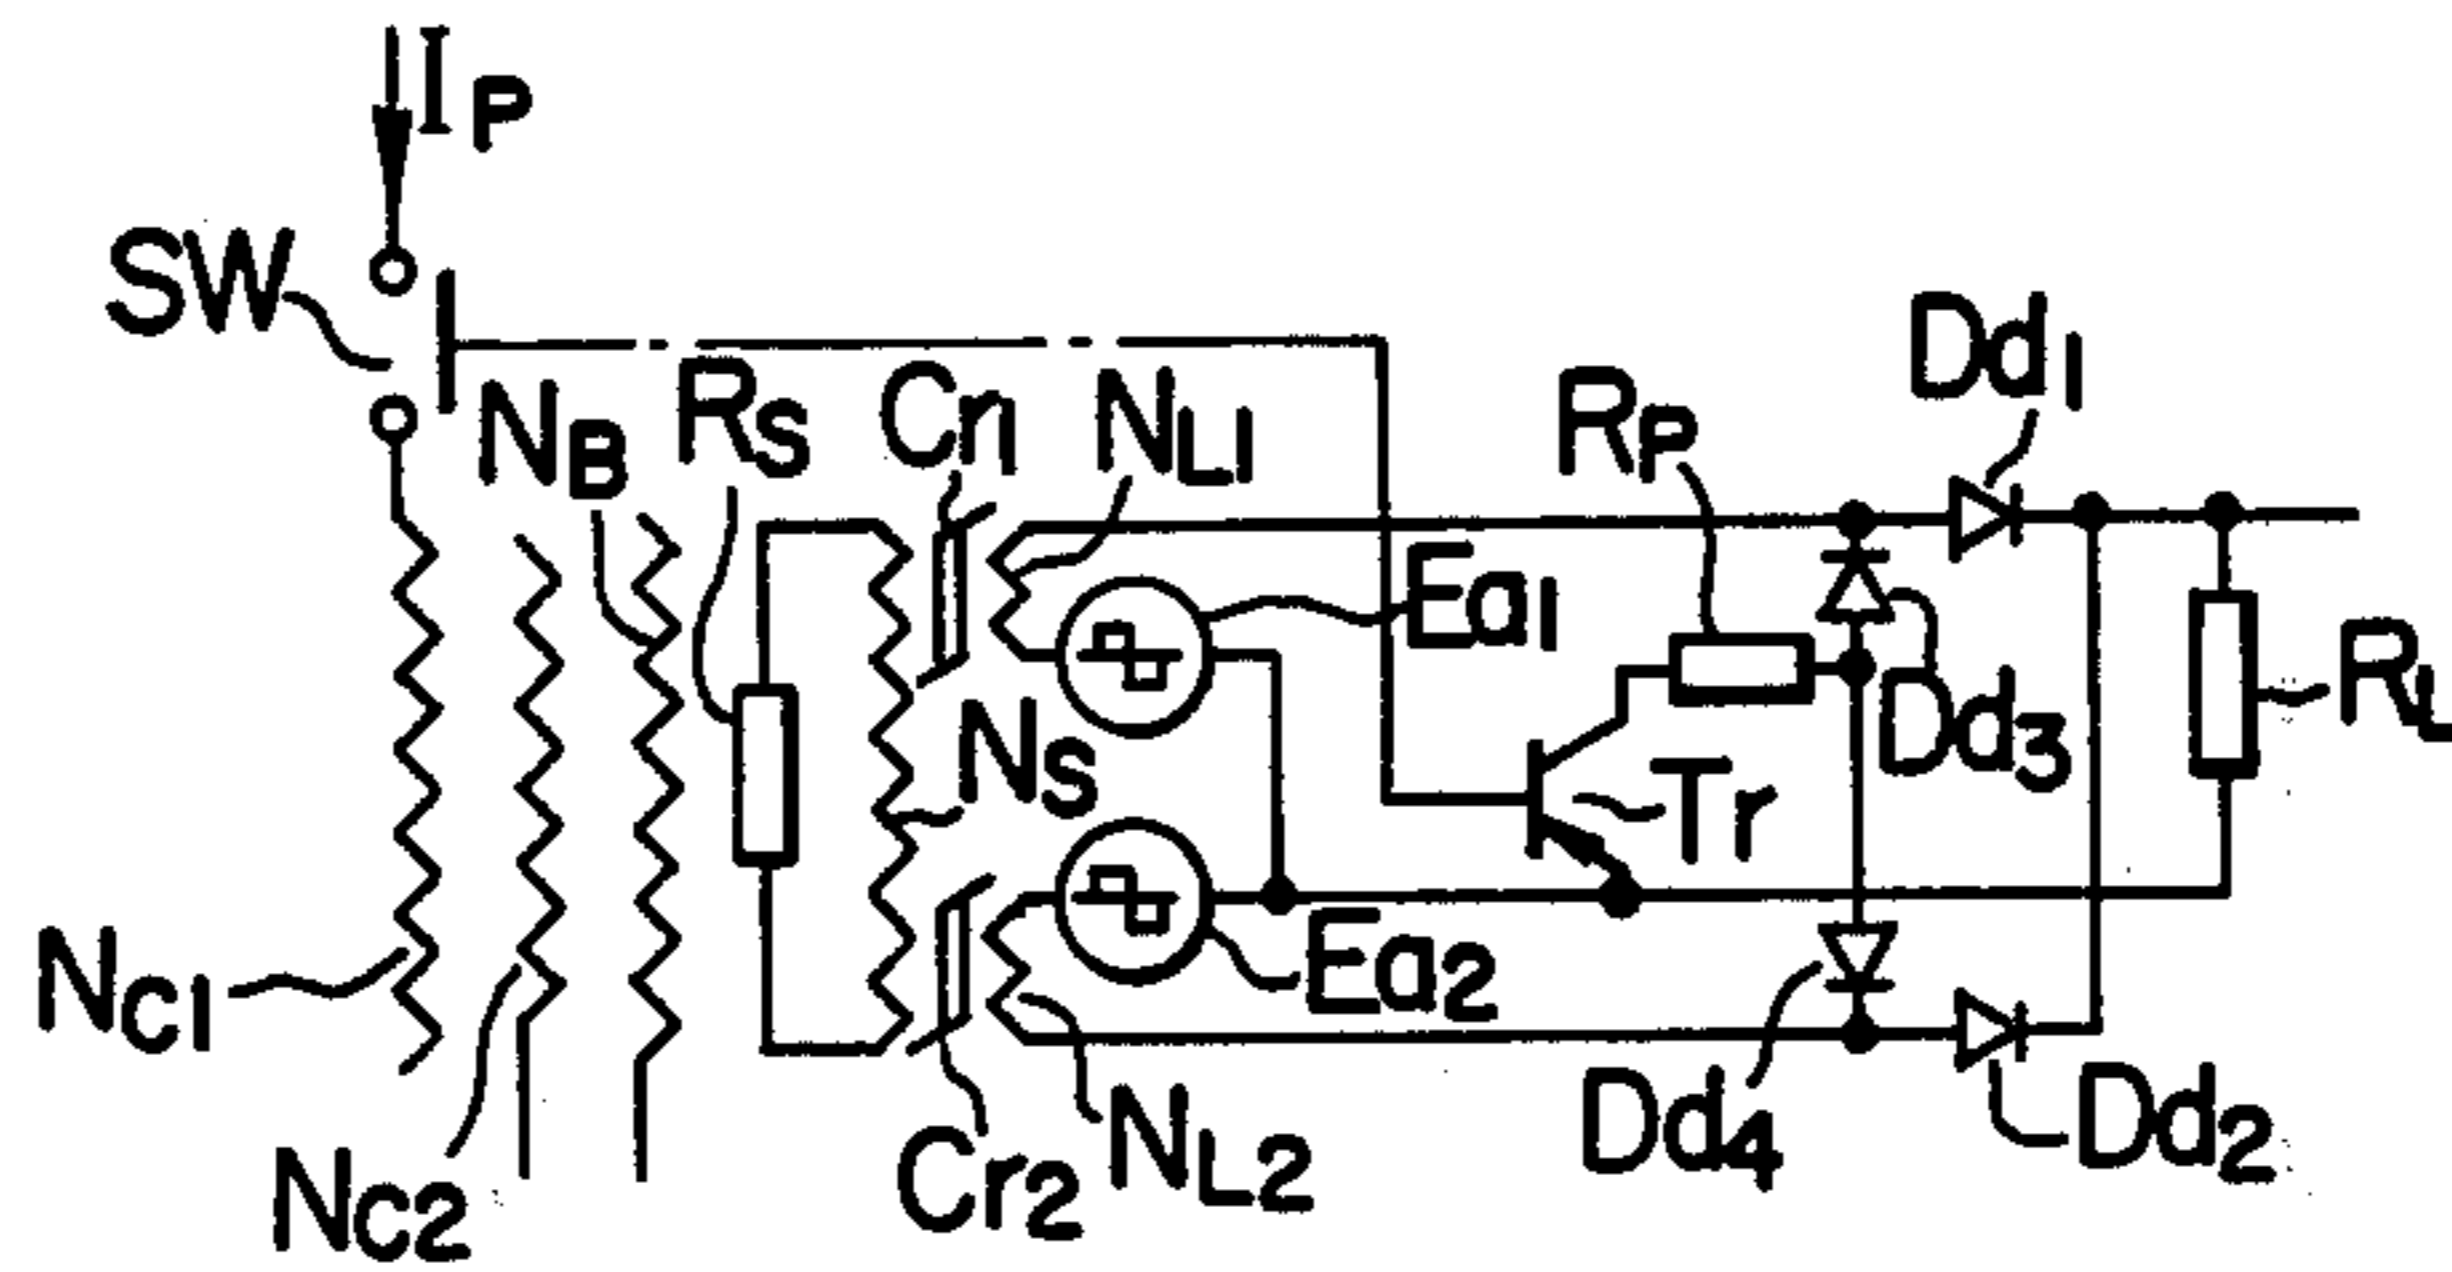 IP
SW
NB
RS
Cr1
NL1
RP
Dd1
Ea1
NS
Tr
Dd3
RL
NC1
Ea2
NC2
Cr2
NL2
Dd4
Dd2